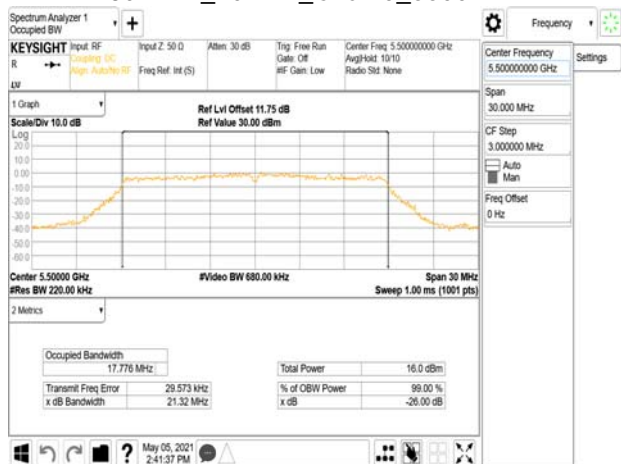 Spectrum Analyzer 1
Occupied BW
Frequency
KEYSIGHT Input: RF
Coupling: DC
Align: Auto/No RF
R
LXI
Input Z: 50 Ω
Freq Ref: Int (S)
Atten: 30 dB
Trig: Free Run
Gate: Off
#IF Gain: Low
Center Freq: 5.500000000 GHz
Avg|Hold: 10/10
Radio Std: None
Center Frequency
5.500000000 GHz
Settings
Span
30.000 MHz
CF Step
3.000000 MHz
Auto
Man
Freq Offset
0 Hz
1 Graph
Scale/Div 10.0 dB
Ref Lvl Offset 11.75 dB
Ref Value 30.00 dBm
Log
20.0
10.0
0.00
-10.0
-20.0
-30.0
-40.0
-50.0
-60.0
Center 5.50000 GHz
#Video BW 680.00 kHz
Span 30 MHz
#Res BW 220.00 kHz
Sweep 1.00 ms (1001 pts)
2 Metrics
Occupied Bandwidth
17.776 MHz
Total Power 16.0 dBm
Transmit Freq Error 29.573 kHz
% of OBW Power 99.00 %
x dB Bandwidth 21.32 MHz
x dB -26.00 dB
May 05, 2021
2:41:37 PM